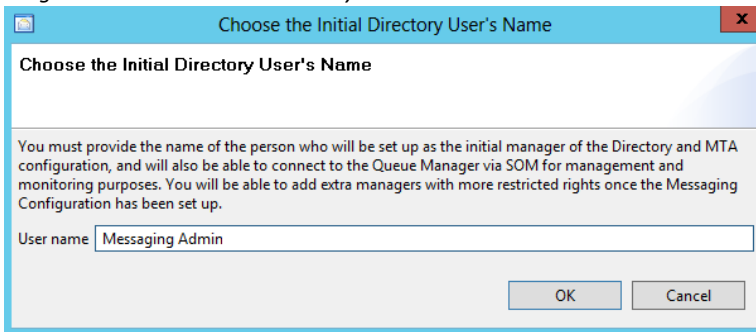 Choose the Initial Directory User's Name
x
Choose the Initial Directory User's Name
You must provide the name of the person who will be set up as the initial manager of the Directory and MTA
configuration, and will also be able to connect to the Queue Manager via SOM for management and
monitoring purposes. You will be able to add extra managers with more restricted rights once the Messaging
Configuration has been set up.
User name Messaging Admin
OK Cancel